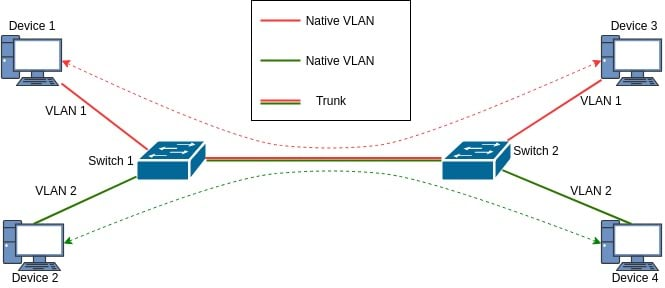 Device 1
Native VLAN
Device 3
Native VLAN
Trunk
VLAN 1
VLAN 1
Switch 1
Switch 2
VLAN 2
VLAN 2
Device 2
Device 4